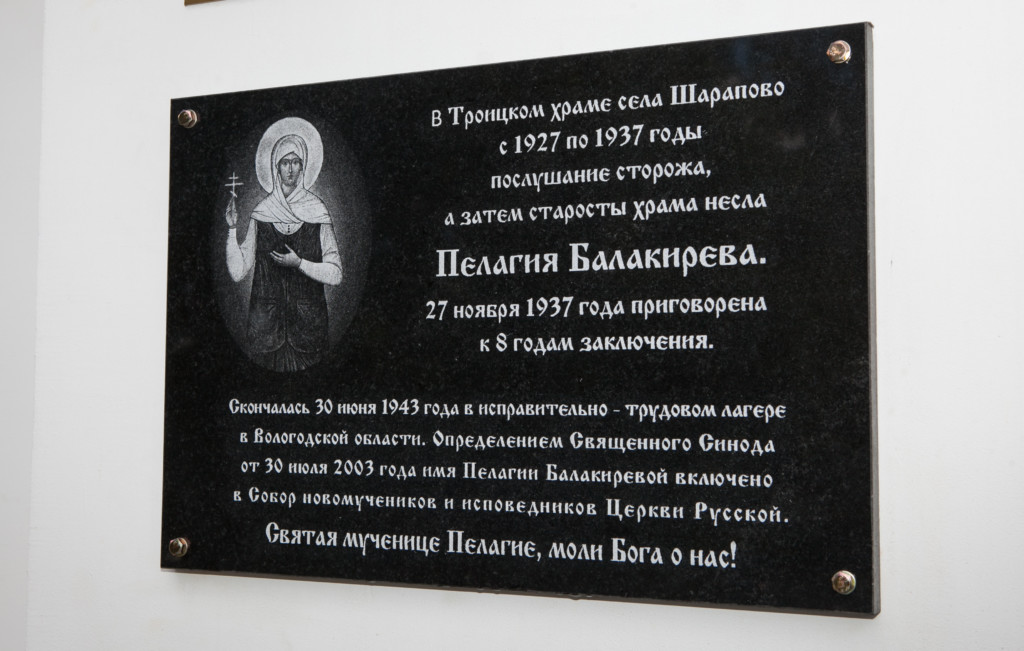 В Троицком храме села Шарапово
с 1927 по 1937 годы
послушание сторожа,
а затем старосты храма несла
Пелагия Балакирева.
27 ноября 1937 года приговорена
к 8 годам заключения.
Скончалась 30 июня 1943 года в исправительно - трудовом лагере
в Вологодской области. Определением Священного Синода
от 30 июля 2003 года имя Пелагии Балакиревой включено
в Собор новомучеников и исповедников Церкви Русской.
Святая мученице Пелагие, моли Бога о нас!